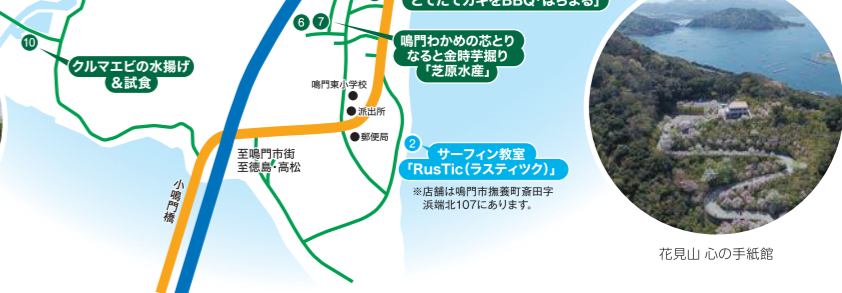 とてたてカキをBBQ「はちよる」
6 7
鳴門わかめの芯とり
なると金時芋掘り
「芝原水産」
10
クルマエビの水揚げ
&試食
鳴門東小学校
派出所
郵便局
至鳴門市街
至徳島・高松
小鳴門橋
2
サーフィン教室
「RusTic（ラスティツク）」
※店舗は鳴門市撫養町斎田字
浜端北107にあります。
花見山 心の手紙館